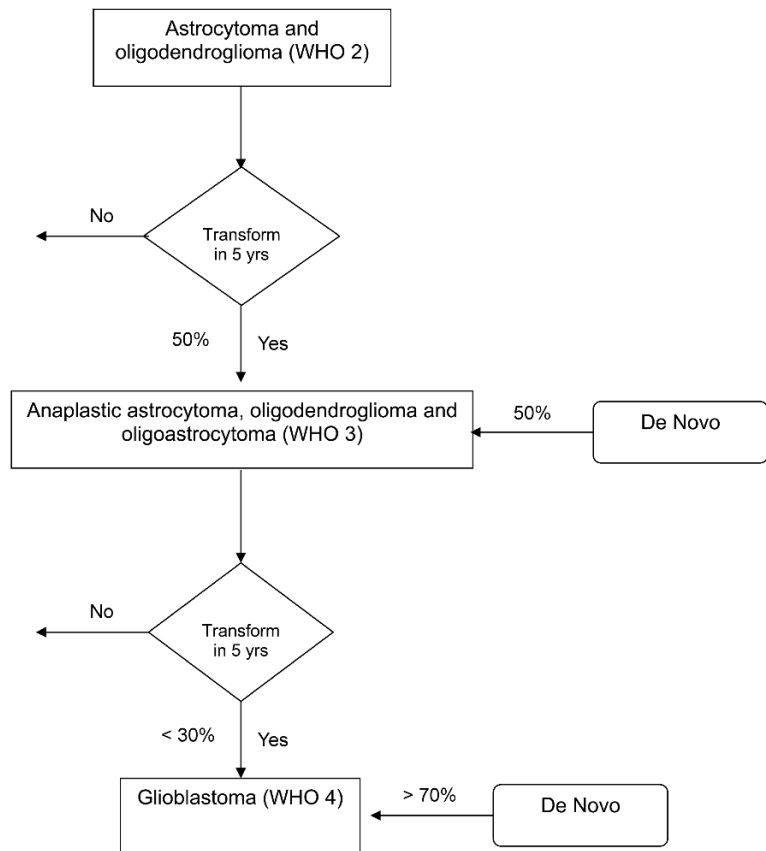 Astrocytoma and
oligodendroglioma (WHO 2)
No
Transform
in 5 yrs
50%
Yes
Anaplastic astrocytoma, oligodendroglioma and
oligoastrocytoma (WHO 3)
50%
De Novo
No
Transform
in 5 yrs
< 30%
Yes
Glioblastoma (WHO 4)
> 70%
De Novo